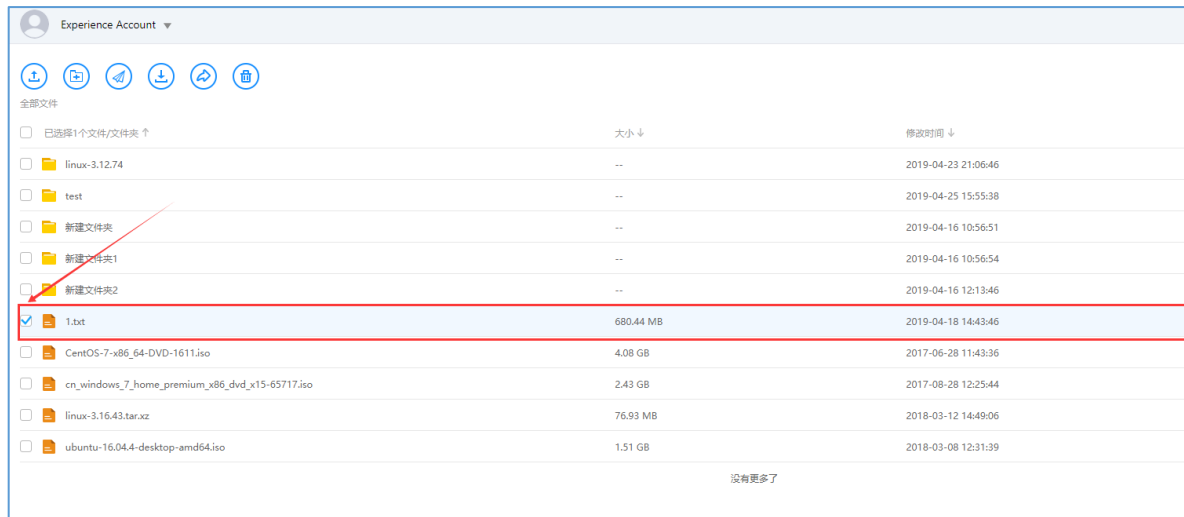 Experience Account
全部文件
已选择1个文件/文件夹 大小 修改时间
linux-3.12.74 -- 2019-04-23 21:06:46
test -- 2019-04-25 15:55:38
新建文件夹 -- 2019-04-16 10:56:51
新建文件夹1 -- 2019-04-16 10:56:54
新建文件夹2 -- 2019-04-16 12:13:46
1.txt 680.44 MB 2019-04-18 14:43:46
CentOS-7-x86_64-DVD-1611.iso 4.08 GB 2017-06-28 11:43:36
cn_windows_7_home_premium_x86_dvd_x15-65717.iso 2.43 GB 2017-08-28 12:25:44
linux-3.16.43.tar.xz 76.93 MB 2018-03-12 14:49:06
ubuntu-16.04.4-desktop-amd64.iso 1.51 GB 2018-03-08 12:31:39
没有更多了